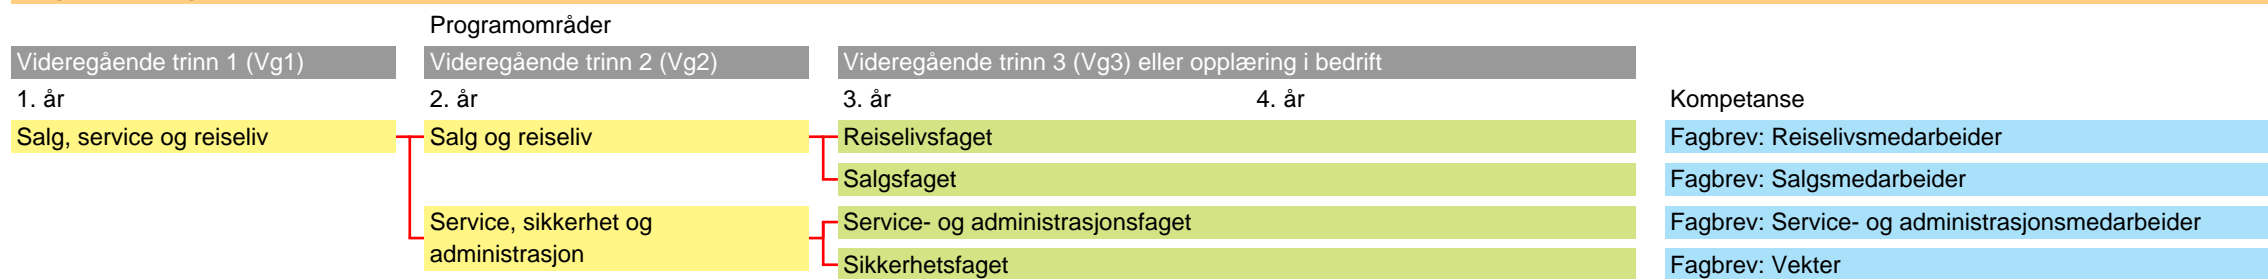 Programområder
Videregående trinn 1 (Vg1) Videregående trinn 2 (Vg2) Videregående trinn 3 (Vg3) eller opplæring i bedrift
1. år 2. år 3. år 4. år Kompetanse
Salg, service og reiseliv Salg og reiseliv Reiselivsfaget Fagbrev: Reiselivsmedarbeider
Salgsfaget Fagbrev: Salgsmedarbeider
Service, sikkerhet og Service- og administrasjonsfaget Fagbrev: Service- og administrasjonsmedarbeider
administrasjon
Sikkerhetsfaget Fagbrev: Vekter